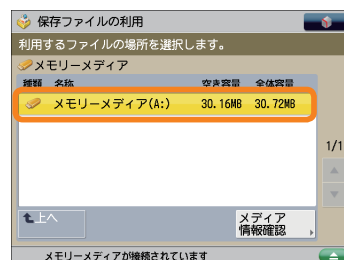 保存ファイルの利用
利用するファイルの場所を選択します。
メモリーメディア
種類 名称 空き容量 全体容量
メモリーメディア(A:) 30.16MB 30.72MB
1/1
上へ
メディア
情報確認
メモリーメディアが接続されています